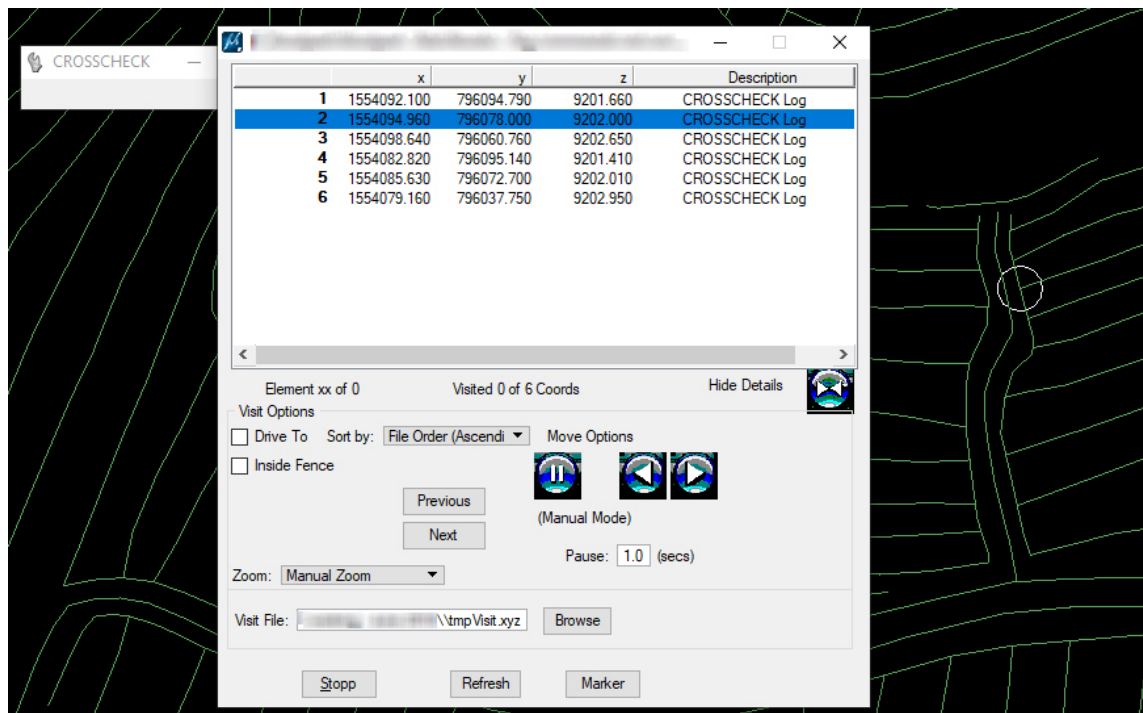 CROSSCHECK
x y z Description
1 1554092.100 796094.790 9201.660 CROSSCHECK Log
2 1554094.960 796078.000 9202.000 CROSSCHECK Log
3 1554098.640 796060.760 9202.650 CROSSCHECK Log
4 1554082.820 796095.140 9201.410 CROSSCHECK Log
5 1554085.630 796072.700 9202.010 CROSSCHECK Log
6 1554079.160 796037.750 9202.950 CROSSCHECK Log
Element xx of 0 Visited 0 of 6 Coords Hide Details
Visit Options
Drive To Sort by: File Order (Ascendi Move Options
Inside Fence
Previous
(Manual Mode)
Next
Pause: 1.0 (secs)
Zoom: Manual Zoom
Visit File: \\tmpVisit.xyz Browse
Stopp Refresh Marker